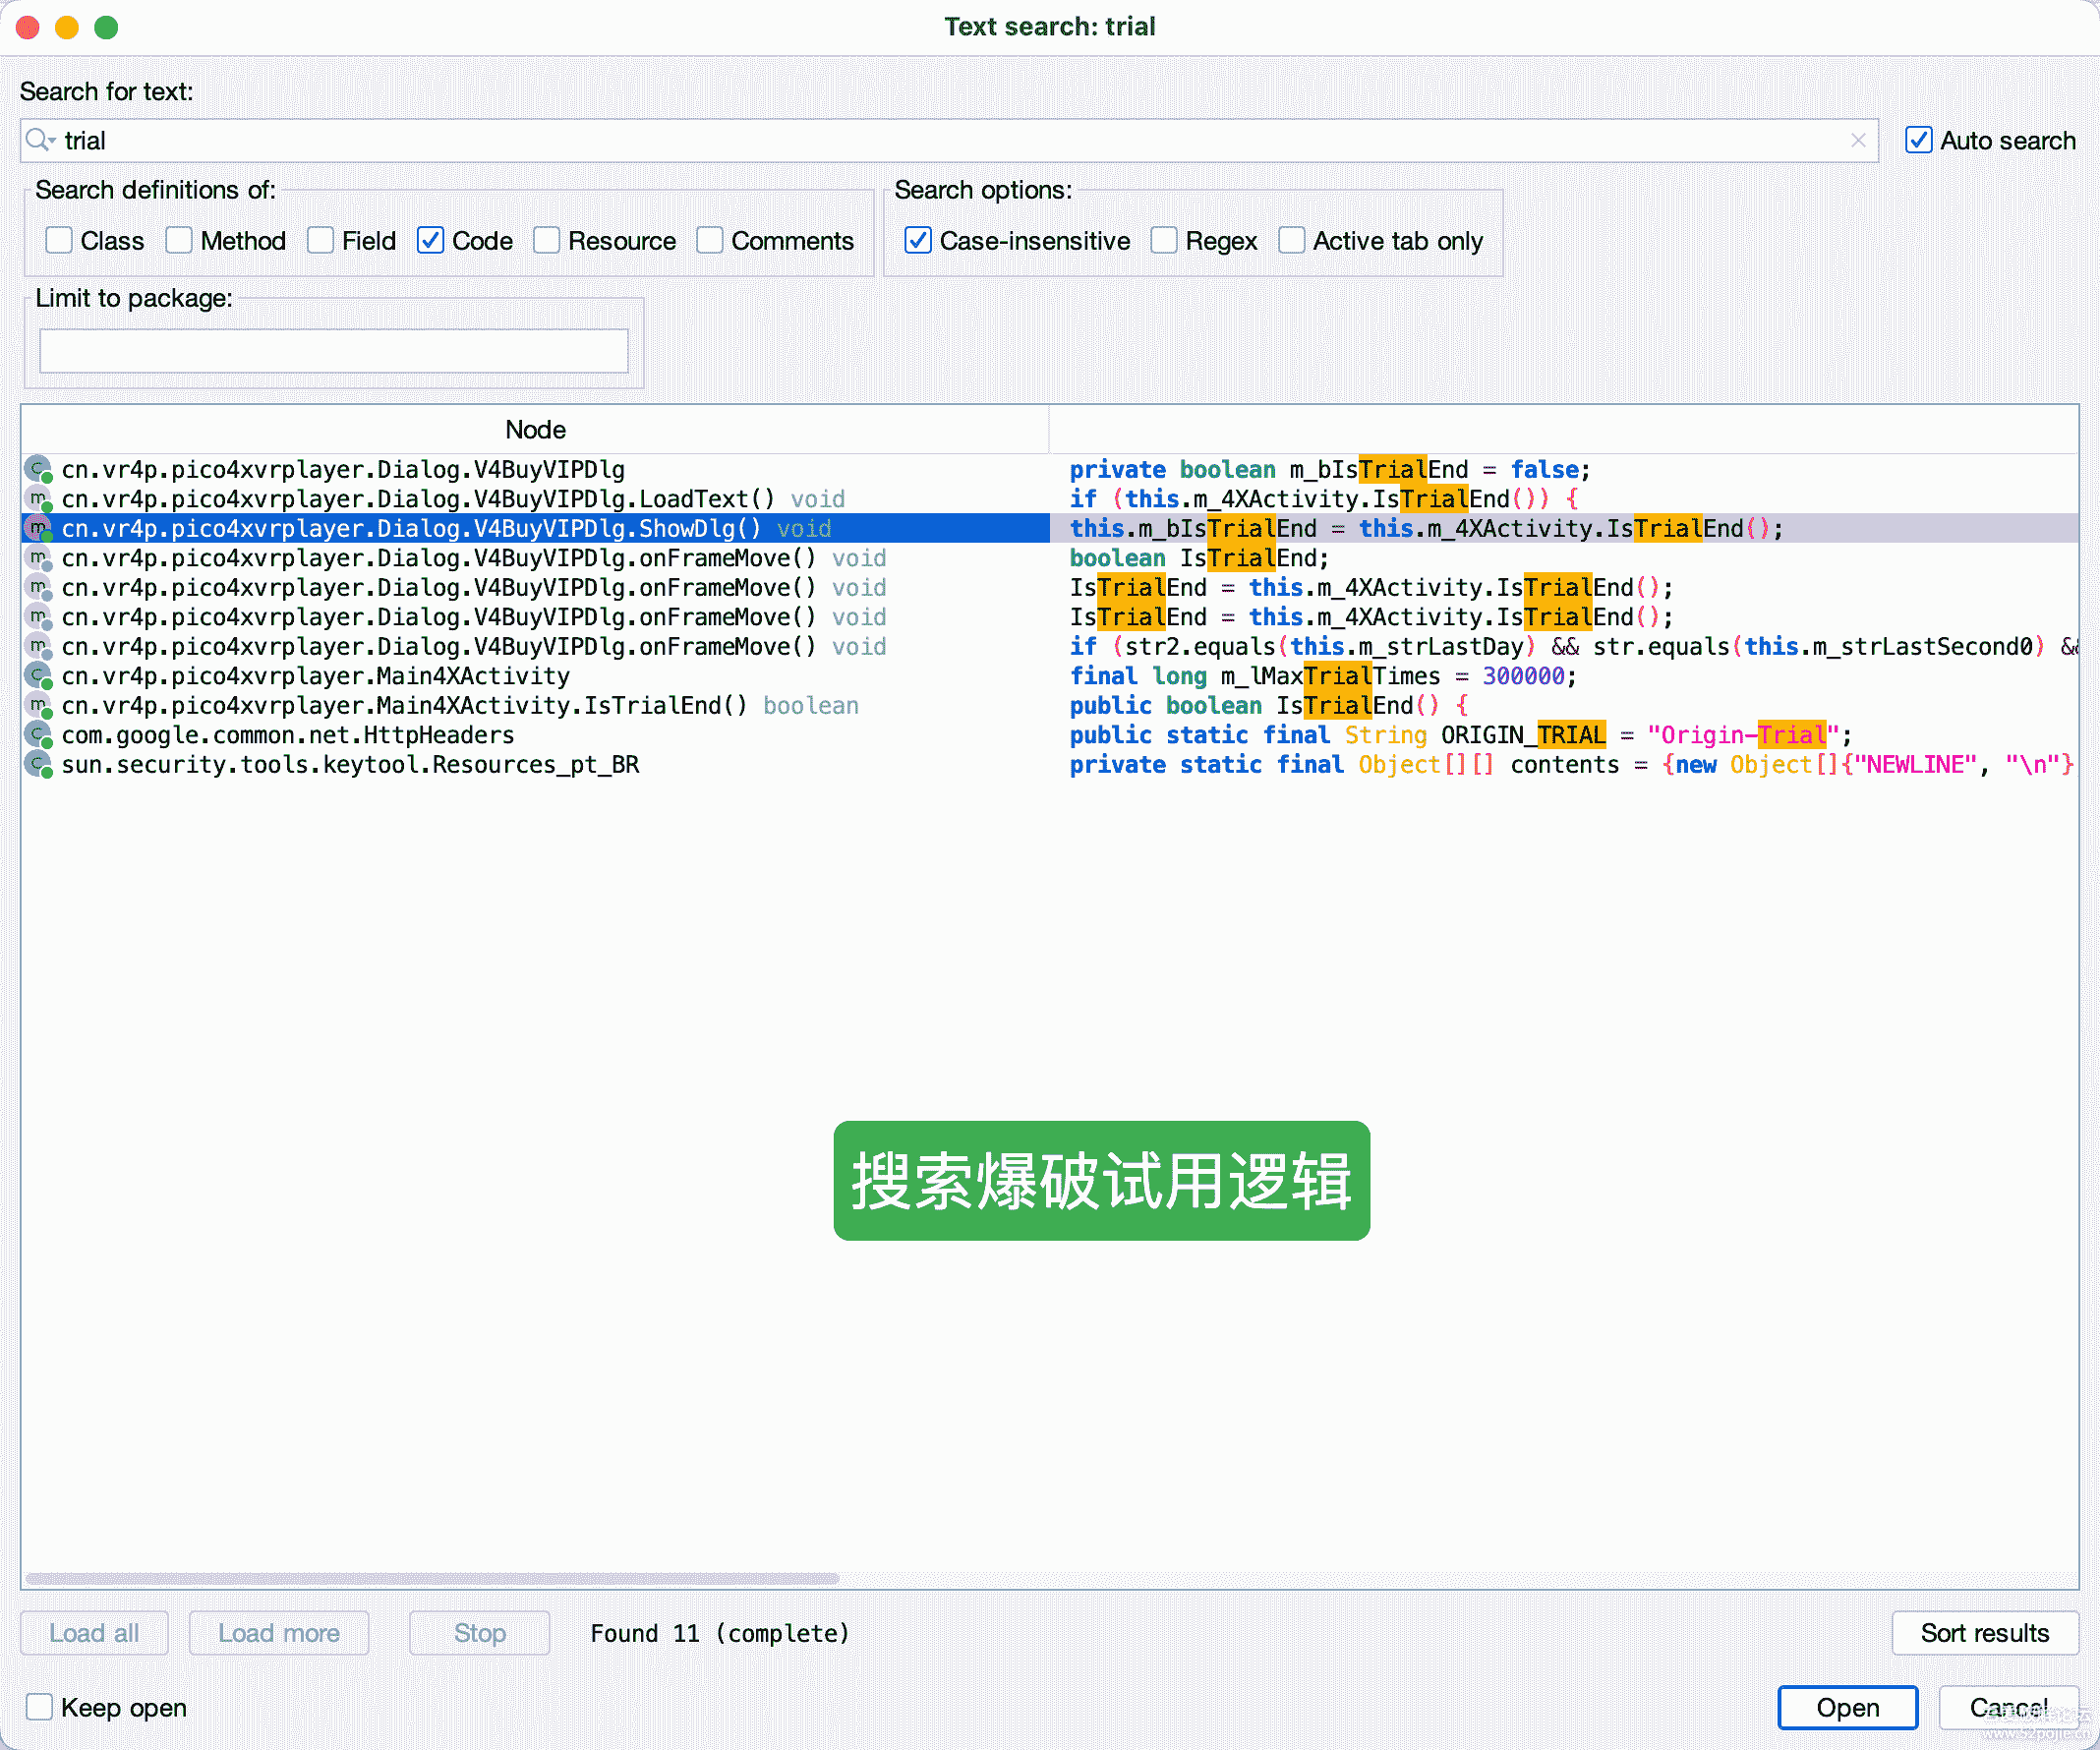 Text search: trial
Search for text:
trial
Auto search
Search definitions of:
Class Method Field Code Resource Comments
Search options:
Case-insensitive Regex Active tab only
Limit to package:
Node
cn.vr4p.pico4xvrplayer.Dialog.V4BuyVIPDlg private boolean m_bIsTrialEnd = false;
cn.vr4p.pico4xvrplayer.Dialog.V4BuyVIPDlg.LoadText() void if (this.m_4XActivity.IsTrialEnd()) {
cn.vr4p.pico4xvrplayer.Dialog.V4BuyVIPDlg.ShowDlg() void this.m_bIsTrialEnd = this.m_4XActivity.IsTrialEnd();
cn.vr4p.pico4xvrplayer.Dialog.V4BuyVIPDlg.onFrameMove() void boolean IsTrialEnd;
cn.vr4p.pico4xvrplayer.Dialog.V4BuyVIPDlg.onFrameMove() void IsTrialEnd = this.m_4XActivity.IsTrialEnd();
cn.vr4p.pico4xvrplayer.Dialog.V4BuyVIPDlg.onFrameMove() void IsTrialEnd = this.m_4XActivity.IsTrialEnd();
cn.vr4p.pico4xvrplayer.Dialog.V4BuyVIPDlg.onFrameMove() void if (str2.equals(this.m_strLastDay) && str.equals(this.m_strLastSecond0) &&
cn.vr4p.pico4xvrplayer.Main4XActivity final long m_lMaxTrialTimes = 300000;
cn.vr4p.pico4xvrplayer.Main4XActivity.IsTrialEnd() boolean public boolean IsTrialEnd() {
com.google.common.net.HttpHeaders public static final String ORIGIN_TRIAL = "Origin-Trial";
sun.security.tools.keytool.Resources_pt_BR private static final Object[][] contents = {new Object[]{"NEWLINE", "\n"}
搜索爆破试用逻辑
Load all Load more Stop Found 11 (complete) Sort results
Keep open Open Cancel
www.52pojie.cn